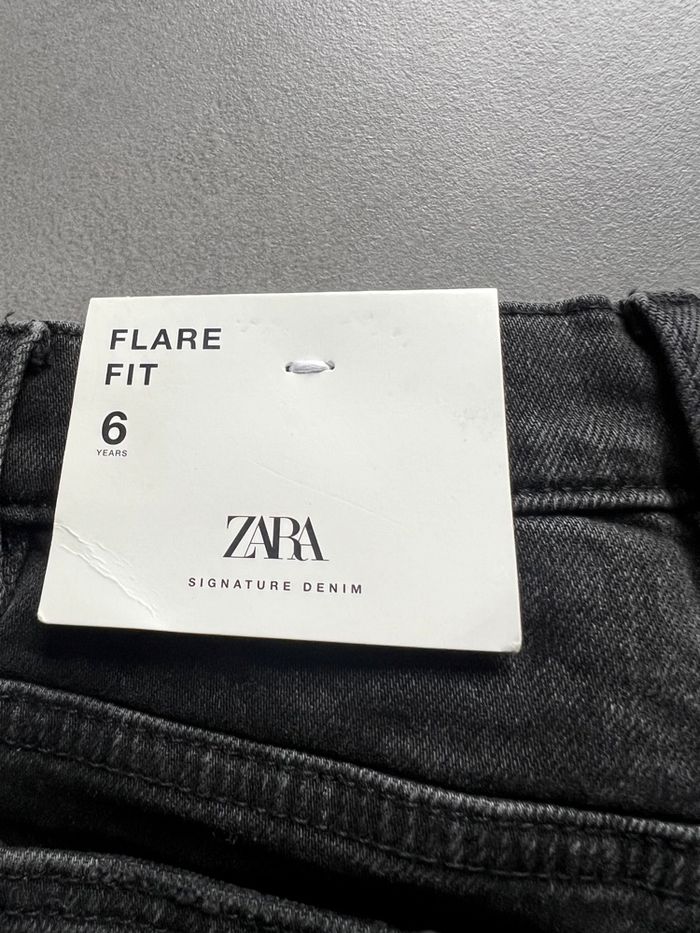 FLARE
FIT
6
YEARS
ZARA
SIGNATURE DENIM